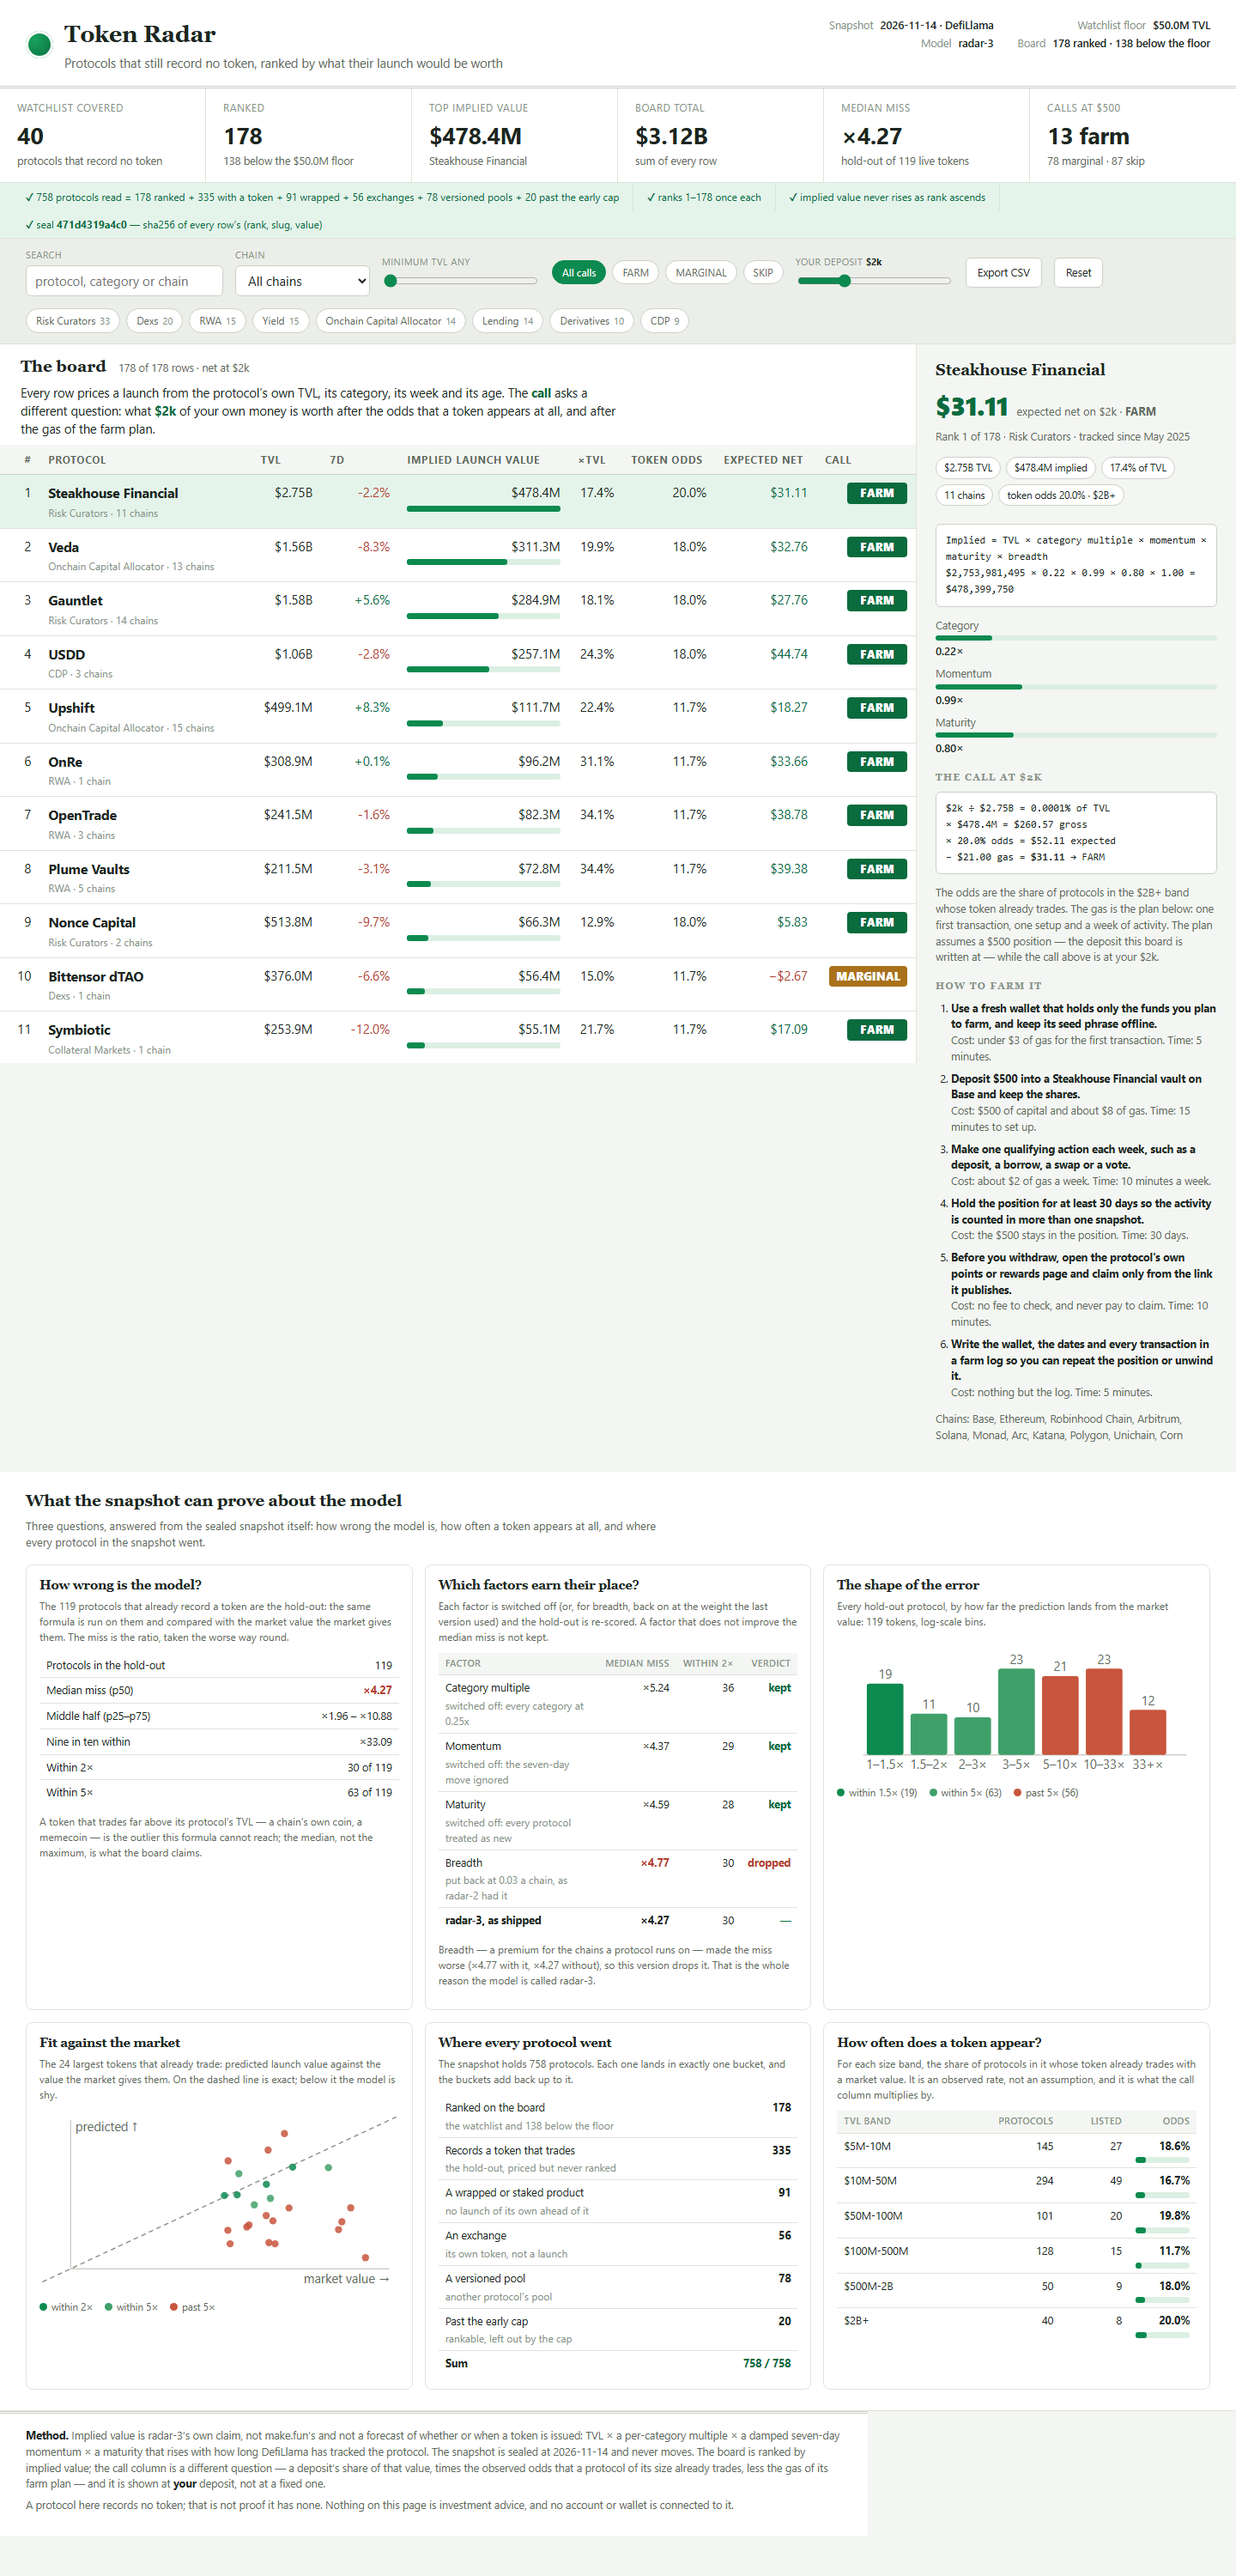 Token Radar
Protocols that still record no token, ranked by what their launch would be worth
Snapshot 2026-11-14 · DefiLlama
Watchlist floor $50.0M TVL
Model radar-3
Board 178 ranked · 138 below the floor
WATCHLIST COVERED
40
protocols that record no token
RANKED
178
138 below the $50.0M floor
TOP IMPLIED VALUE
$478.4M
Steakhouse Financial
BOARD TOTAL
$3.12B
sum of every row
MEDIAN MISS
×4.27
hold-out of 119 live tokens
CALLS AT $500
13 farm
78 marginal · 87 skip
✓ 758 protocols read = 178 ranked + 335 with a token + 91 wrapped + 56 exchanges + 78 versioned pools + 20 past the early cap
✓ ranks 1–178 once each
✓ implied value never rises as rank ascends
✓ seal 471d4319a4c0 — sha256 of every row's (rank, slug, value)
SEARCH
protocol, category or chain
CHAIN
All chains
MINIMUM TVL ANY
All calls
FARM
MARGINAL
SKIP
YOUR DEPOSIT $2k
Export CSV
Reset
Risk Curators 33
Dexs 20
RWA 15
Yield 15
Onchain Capital Allocator 14
Lending 14
Derivatives 10
CDP 9
The board 178 of 178 rows · net at $2k
Every row prices a launch from the protocol's own TVL, its category, its week and its age. The call asks a
different question: what $2k of your own money is worth after the odds that a token appears at all, and after
the gas of the farm plan.
# PROTOCOL TVL 7D IMPLIED LAUNCH VALUE ×TVL TOKEN ODDS EXPECTED NET CALL
1 Steakhouse Financial $2.75B -2.2% $478.4M 17.4% 20.0% $31.11 FARM
Risk Curators · 11 chains
2 Veda $1.56B -8.3% $311.3M 19.9% 18.0% $32.76 FARM
Onchain Capital Allocator · 13 chains
3 Gauntlet $1.58B +5.6% $284.9M 18.1% 18.0% $27.76 FARM
Risk Curators · 14 chains
4 USDD $1.06B -2.8% $257.1M 24.3% 18.0% $44.74 FARM
CDP · 3 chains
5 Upshift $499.1M +8.3% $111.7M 22.4% 11.7% $18.27 FARM
Onchain Capital Allocator · 15 chains
6 OnRe $308.9M +0.1% $96.2M 31.1% 11.7% $33.66 FARM
RWA · 1 chain
7 OpenTrade $241.5M -1.6% $82.3M 34.1% 11.7% $38.78 FARM
RWA · 3 chains
8 Plume Vaults $211.5M -3.1% $72.8M 34.4% 11.7% $39.38 FARM
RWA · 5 chains
9 Nonce Capital $513.8M -9.7% $66.3M 12.9% 18.0% $5.83 FARM
Risk Curators · 2 chains
10 Bittensor dTAO $376.0M -6.6% $56.4M 15.0% 11.7% −$2.67 MARGINAL
Dexs · 1 chain
11 Symbiotic $253.9M -12.0% $55.1M 21.7% 11.7% $17.09 FARM
Collateral Markets · 1 chain
Steakhouse Financial
$31.11 expected net on $2k · FARM
Rank 1 of 178 · Risk Curators · tracked since May 2025
$2.75B TVL
$478.4M implied
17.4% of TVL
11 chains
token odds 20.0% · $2B+
Implied = TVL × category multiple × momentum ×
maturity × breadth
$2,753,981,495 × 0.22 × 0.99 × 0.80 × 1.00 =
$478,399,750
Category
0.22×
Momentum
0.99×
Maturity
0.80×
THE CALL AT $2K
$2k ÷ $2.75B = 0.0001% of TVL
× $478.4M = $260.57 gross
× 20.0% odds = $52.11 expected
− $21.00 gas = $31.11 → FARM
The odds are the share of protocols in the $2B+ band
whose token already trades. The gas is the plan below: one
first transaction, one setup and a week of activity. The plan
assumes a $500 position — the deposit this board is
written at — while the call above is at your $2k.
HOW TO FARM IT
1. Use a fresh wallet that holds only the funds you plan
to farm, and keep its seed phrase offline.
Cost: under $3 of gas for the first transaction. Time: 5
minutes.
2. Deposit $500 into a Steakhouse Financial vault on
Base and keep the shares.
Cost: $500 of capital and about $8 of gas. Time: 15
minutes to set up.
3. Make one qualifying action each week, such as a
deposit, a borrow, a swap or a vote.
Cost: about $2 of gas a week. Time: 10 minutes a week.
4. Hold the position for at least 30 days so the activity
is counted in more than one snapshot.
Cost: the $500 stays in the position. Time: 30 days.
5. Before you withdraw, open the protocol's own
points or rewards page and claim only from the link
it publishes.
Cost: no fee to check, and never pay to claim. Time: 10
minutes.
6. Write the wallet, the dates and every transaction in
a farm log so you can repeat the position or unwind
it.
Cost: nothing but the log. Time: 5 minutes.
Chains: Base, Ethereum, Robinhood Chain, Arbitrum,
Solana, Monad, Arc, Katana, Polygon, Unichain, Corn
What the snapshot can prove about the model
Three questions, answered from the sealed snapshot itself: how wrong the model is, how often a token appears at all, and where
every protocol in the snapshot went.
How wrong is the model?
The 119 protocols that already record a token are the hold-out: the same
formula is run on them and compared with the market value the market gives
them. The miss is the ratio, taken the worse way round.
Protocols in the hold-out 119
Median miss (p50) ×4.27
Middle half (p25–p75) ×1.96 – ×10.88
Nine in ten within ×33.09
Within 2× 30 of 119
Within 5× 63 of 119
A token that trades far above its protocol's TVL — a chain's own coin, a
memecoin — is the outlier this formula cannot reach; the median, not the
maximum, is what the board claims.
Which factors earn their place?
Each factor is switched off (or, for breadth, back on at the weight the last
version used) and the hold-out is re-scored. A factor that does not improve the
median miss is not kept.
FACTOR MEDIAN MISS WITHIN 2× VERDICT
Category multiple ×5.24 36 kept
switched off: every category at
0.25x
Momentum ×4.37 29 kept
switched off: the seven-day
move ignored
Maturity ×4.59 28 kept
switched off: every protocol
treated as new
Breadth ×4.77 30 dropped
put back at 0.03 a chain, as
radar-2 had it
radar-3, as shipped ×4.27 30 —
Breadth — a premium for the chains a protocol runs on — made the miss
worse (×4.77 with it, ×4.27 without), so this version drops it. That is the whole
reason the model is called radar-3.
The shape of the error
Every hold-out protocol, by how far the prediction lands from the market
value: 119 tokens, log-scale bins.
19 11 10 23 21 23 12
1–1.5× 1.5–2× 2–3× 3–5× 5–10× 10–33× 33+×
within 1.5× (19) within 5× (63) past 5× (56)
Fit against the market
The 24 largest tokens that already trade: predicted launch value against the
value the market gives them. On the dashed line is exact; below it the model is
shy.
predicted ↑
market value →
within 2× within 5× past 5×
Where every protocol went
The snapshot holds 758 protocols. Each one lands in exactly one bucket, and
the buckets add back up to it.
Ranked on the board 178
the watchlist and 138 below the floor
Records a token that trades 335
the hold-out, priced but never ranked
A wrapped or staked product 91
no launch of its own ahead of it
An exchange 56
its own token, not a launch
A versioned pool 78
another protocol's pool
Past the early cap 20
rankable, left out by the cap
Sum 758 / 758
How often does a token appear?
For each size band, the share of protocols in it whose token already trades with
a market value. It is an observed rate, not an assumption, and it is what the call
column multiplies by.
TVL BAND PROTOCOLS LISTED ODDS
$5M-10M 145 27 18.6%
$10M-50M 294 49 16.7%
$50M-100M 101 20 19.8%
$100M-500M 128 15 11.7%
$500M-2B 50 9 18.0%
$2B+ 40 8 20.0%
Method. Implied value is radar-3's own claim, not make.fun's and not a forecast of whether or when a token is issued: TVL × a per-category multiple × a damped seven-day
momentum × a maturity that rises with how long DefiLlama has tracked the protocol. The snapshot is sealed at 2026-11-14 and never moves. The board is ranked by
implied value; the call column is a different question — a deposit's share of that value, times the observed odds that a protocol of its size already trades, less the gas of its
farm plan — and it is shown at your deposit, not at a fixed one.
A protocol here records no token; that is not proof it has none. Nothing on this page is investment advice, and no account or wallet is connected to it.